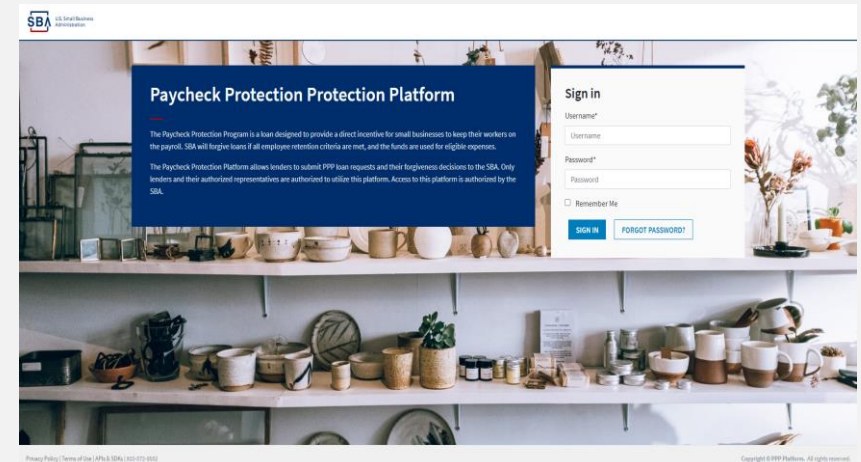 SBA
U.S. Small Business
Administration
Paycheck Protection Protection Platform
The Paycheck Protection Program is a loan designed to provide a direct incentive for small businesses to keep their workers on
the payroll. SBA will forgive loans if all employee retention criteria are met, and the funds are used for eligible expenses.
The Paycheck Protection Platform allows lenders to submit PPP loan requests and their forgiveness decisions to the SBA. Only
lenders and their authorized representatives are authorized to utilize this platform. Access to this platform is authorized by the
SBA.
Sign in
Username*
Username
Password*
Password
Remember Me
SIGN IN
FORGOT PASSWORD?
Privacy Policy | Terms of Use | APIs & SDKs |
Copyright © PPP Platform. All rights reserved.